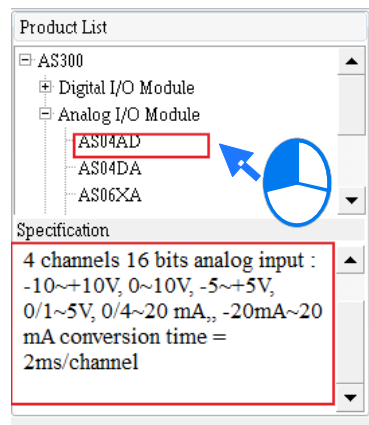 Product List
AS300
Digital I/O Module
Analog I/O Module
AS04AD
AS04DA
AS06XA
Specification
4 channels 16 bits analog input :
-10~+10V, 0~10V, -5~+5V,
0/1~5V, 0/4~20 mA,, -20mA~20
mA conversion time =
2ms/channel